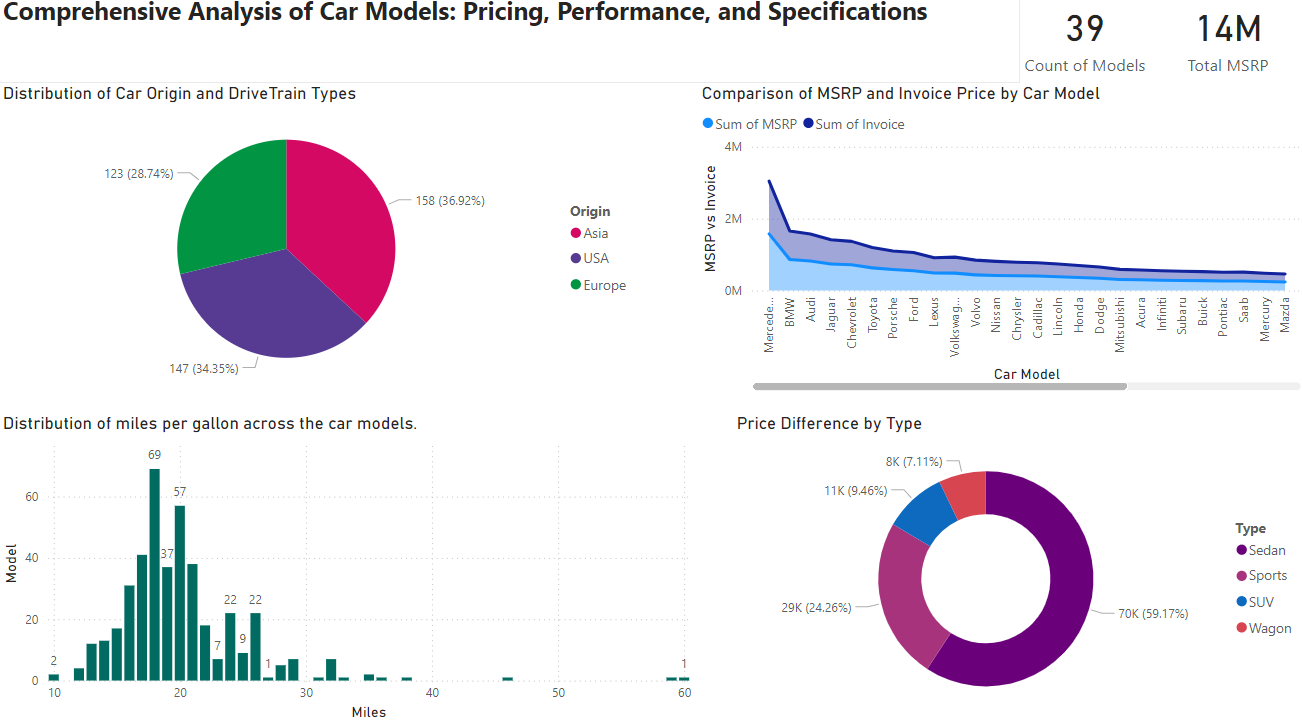 Comprehensive Analysis of Car Models: Pricing, Performance, and Specifications
39
Count of Models
14M
Total MSRP
Distribution of Car Origin and DriveTrain Types
123 (28.74%)
158 (36.92%)
147 (34.35%)
Origin
Asia
USA
Europe
Comparison of MSRP and Invoice Price by Car Model
Sum of MSRP Sum of Invoice
MSRP vs Invoice
4M
2M
0M
Mercede...
BMW
Audi
Jaguar
Chevrolet
Toyota
Porsche
Ford
Lexus
Volkswag...
Volvo
Nissan
Chrysler
Cadillac
Lincoln
Honda
Dodge
Mitsubishi
Acura
Infiniti
Subaru
Buick
Pontiac
Saab
Mercury
Mazda
Car Model
Distribution of miles per gallon across the car models.
Model
60
40
20
0
2
69
37
57
7
22
9
22
1
1
10 20 30 40 50 60
Miles
Price Difference by Type
8K (7.11%)
11K (9.46%)
29K (24.26%)
70K (59.17%)
Type
Sedan
Sports
SUV
Wagon